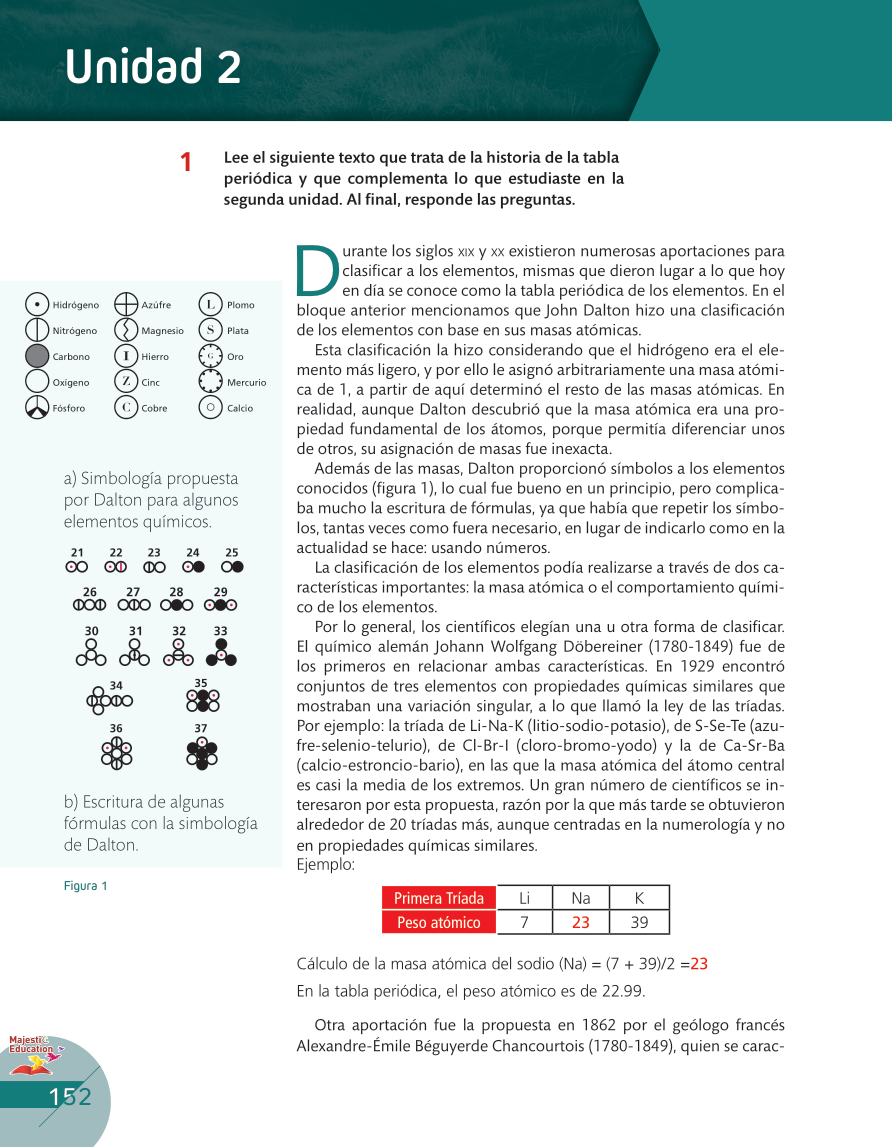 Unidad 2
1
Lee el siguiente texto que trata de la historia de la tabla
periódica y que complementa lo que estudiaste en la
segunda unidad. Al final, responde las preguntas.
Durante los siglos XIX y XX existieron numerosas aportaciones para
clasificar a los elementos, mismas que dieron lugar a lo que hoy
en día se conoce como la tabla periódica de los elementos. En el
bloque anterior mencionamos que John Dalton hizo una clasificación
de los elementos con base en sus masas atómicas.
Esta clasificación la hizo considerando que el hidrógeno era el ele-
mento más ligero, y por ello le asignó arbitrariamente una masa atómi-
ca de 1, a partir de aquí determinó el resto de las masas atómicas. En
realidad, aunque Dalton descubrió que la masa atómica era una pro-
piedad fundamental de los átomos, porque permitía diferenciar unos
de otros, su asignación de masas fue inexacta.
Además de las masas, Dalton proporcionó símbolos a los elementos
conocidos (figura 1), lo cual fue bueno en un principio, pero complica-
ba mucho la escritura de fórmulas, ya que había que repetir los símbo-
los, tantas veces como fuera necesario, en lugar de indicarlo como en la
actualidad se hace: usando números.
La clasificación de los elementos podía realizarse a través de dos ca-
racterísticas importantes: la masa atómica o el comportamiento quími-
co de los elementos.
Por lo general, los científicos elegían una u otra forma de clasificar.
El químico alemán Johann Wolfgang Döbereiner (1780-1849) fue de
los primeros en relacionar ambas características. En 1929 encontró
conjuntos de tres elementos con propiedades químicas similares que
mostraban una variación singular, a lo que llamó la ley de las tríadas.
Por ejemplo: la tríada de Li-Na-K (litio-sodio-potasio), de S-Se-Te (azu-
fre-selenio-telurio), de Cl-Br-I (cloro-bromo-yodo) y la de Ca-Sr-Ba
(calcio-estroncio-bario), en las que la masa atómica del átomo central
es casi la media de los extremos. Un gran número de científicos se in-
teresaron por esta propuesta, razón por la que más tarde se obtuvieron
alrededor de 20 tríadas más, aunque centradas en la numerología y no
en propiedades químicas similares.
Ejemplo:
Primera Tríada Li Na K
Peso atómico 7 23 39
Cálculo de la masa atómica del sodio (Na) = (7 + 39)/2 =23
En la tabla periódica, el peso atómico es de 22.99.
Otra aportación fue la propuesta en 1862 por el geólogo francés
Alexandre-Émile Béguyerde Chancourtois (1780-1849), quien se carac-
Hidrógeno Azúfre L Plomo
Nitrógeno Magnesio S Plata
Carbono I Hierro G Oro
Oxígeno Z Cinc Mercurio
Fósforo C Cobre Calcio
a) Simbología propuesta
por Dalton para algunos
elementos químicos.
21 22 23 24 25
26 27 28 29
30 31 32 33
34 35
36 37
b) Escritura de algunas
fórmulas con la simbología
de Dalton.
Figura 1
Majestic
Education
152